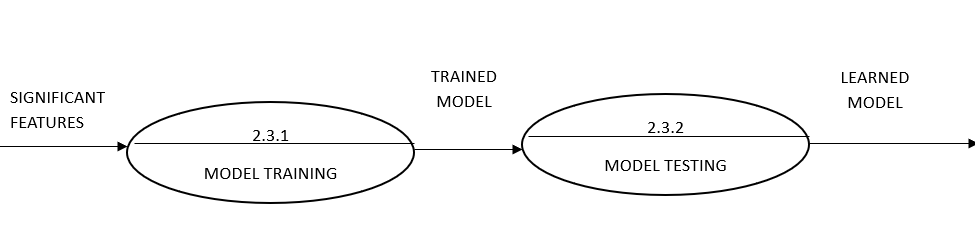 SIGNIFICANT
FEATURES
2.3.1
MODEL TRAINING
TRAINED
MODEL
2.3.2
MODEL TESTING
LEARNED
MODEL